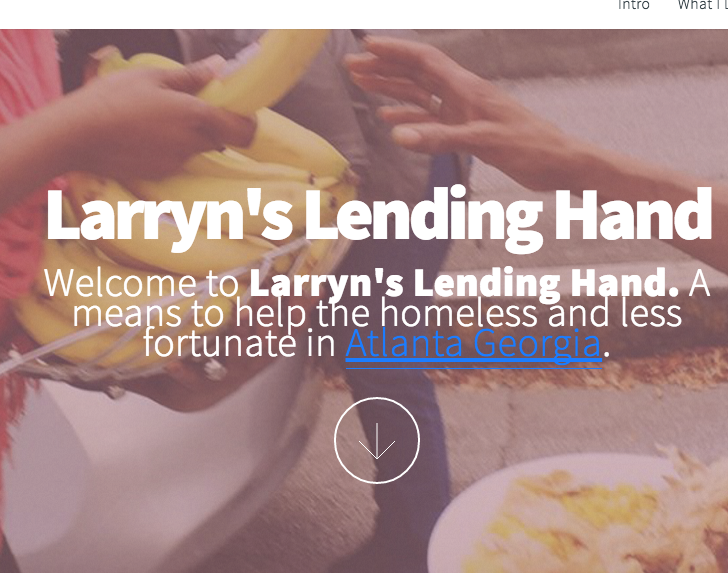 Intro What I
Larryn's Lending Hand
Welcome to Larryn's Lending Hand. A
means to help the homeless and less
fortunate in Atlanta Georgia.